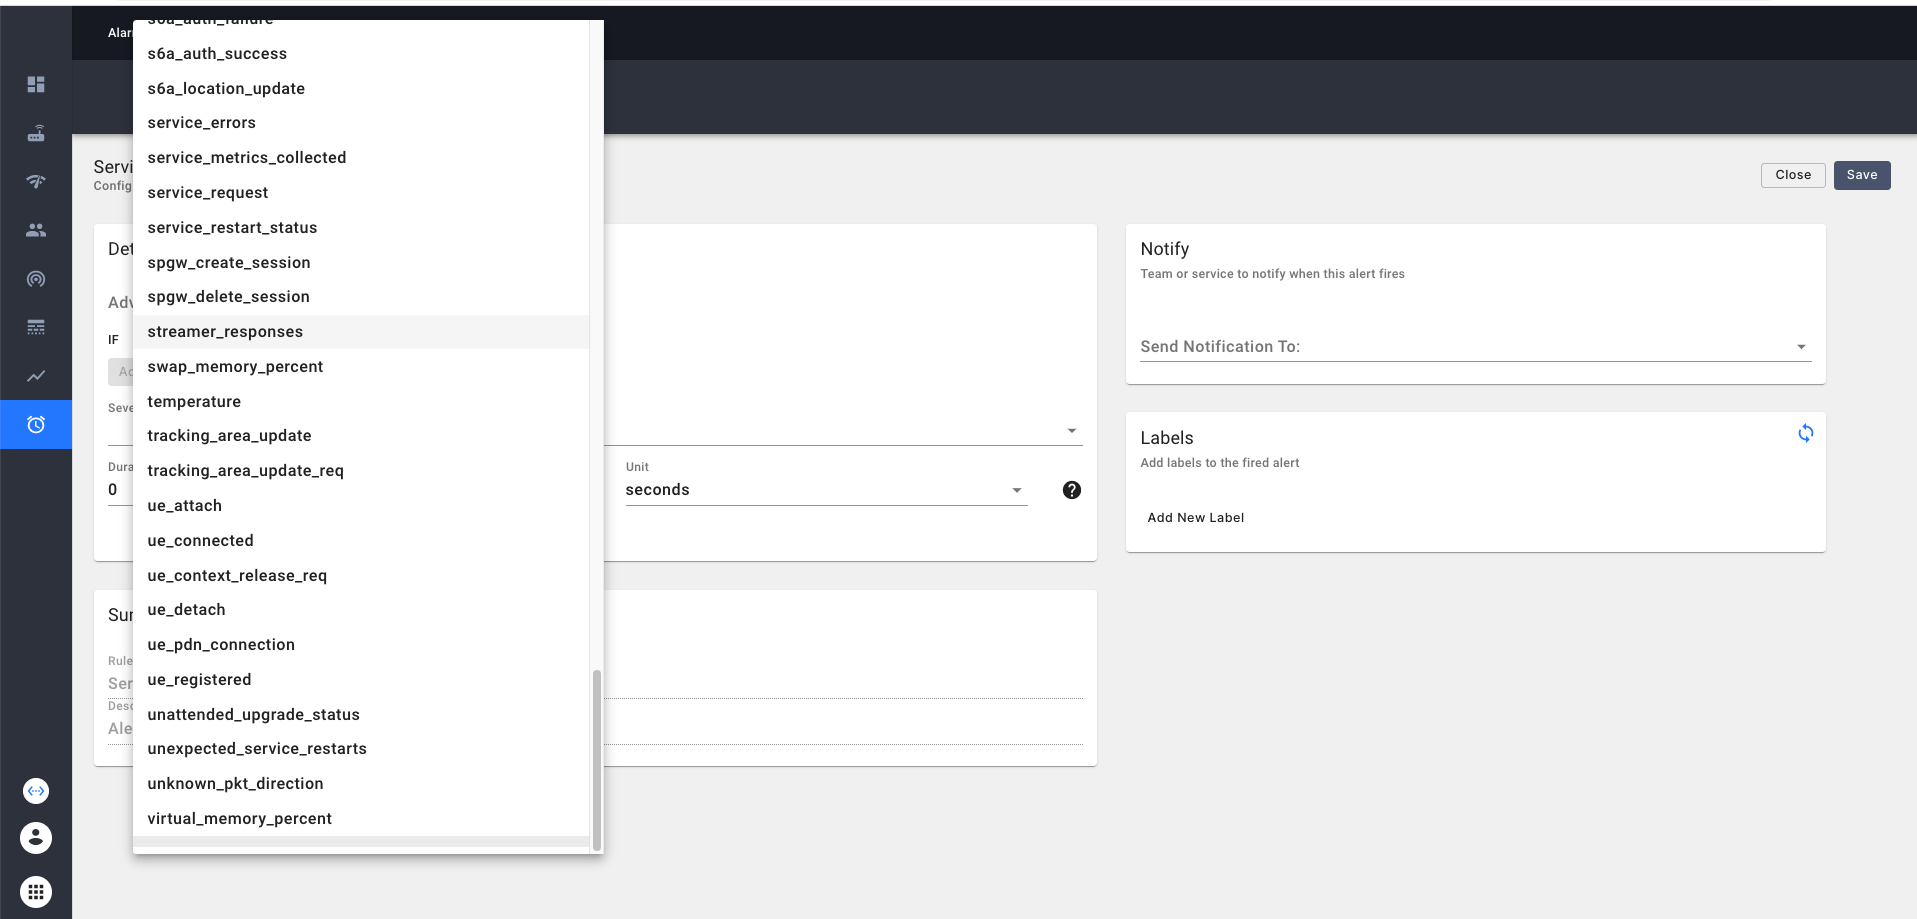 Alar
s6a_auth_failure
s6a_auth_success
s6a_location_update
service_errors
service_metrics_collected
service_request
service_restart_status
spgw_create_session
spgw_delete_session
streamer_responses
swap_memory_percent
temperature
tracking_area_update
tracking_area_update_req
ue_attach
ue_connected
ue_context_release_req
ue_detach
ue_pdn_connection
ue_registered
unattended_upgrade_status
unexpected_service_restarts
unknown_pkt_direction
virtual_memory_percent
Servi
Config
Close
Save
Det
Adv
IF
Ad
Seve
Dura
0
Unit
seconds
?
Sum
Rule
Ser
Desc
Ale
Notify
Team or service to notify when this alert fires
Send Notification To:
Labels
Add labels to the fired alert
Add New Label